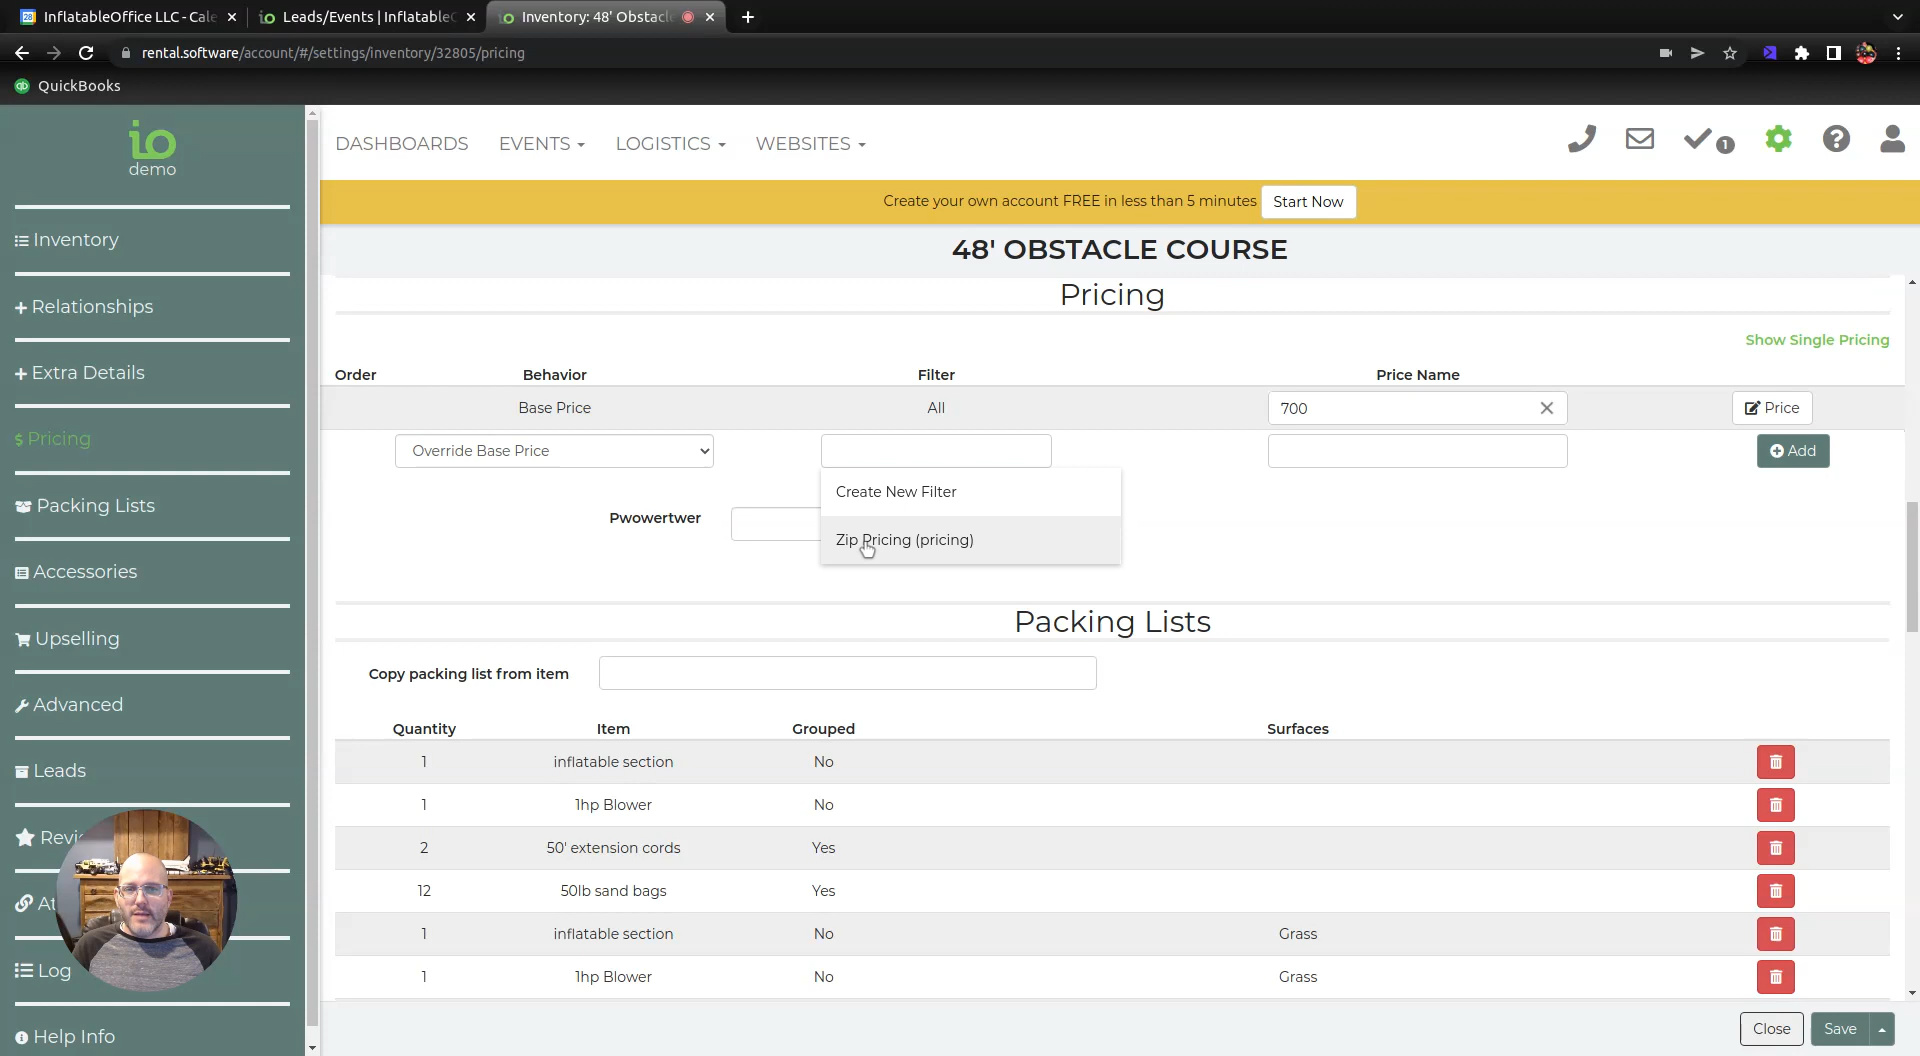 InflatableOffice LLC - Cale
Leads/Events | InflatableO
Inventory: 48' Obstacle
rental.software/account/#/settings/inventory/32805/pricing
QuickBooks
io
demo
DASHBOARDS
EVENTS
LOGISTICS
WEBSITES
1
Create your own account FREE in less than 5 minutes
Start Now
Inventory
Relationships
Extra Details
Pricing
Packing Lists
Accessories
Upselling
Advanced
Leads
Revi
At
Log
Help Info
48' OBSTACLE COURSE
Pricing
Show Single Pricing
Order Behavior Filter Price Name
Base Price All 700 Price
Override Base Price Add
Create New Filter
Pwowertwer
Zip Pricing (pricing)
Packing Lists
Copy packing list from item
Quantity Item Grouped Surfaces
1 inflatable section No
1 1hp Blower No
2 50' extension cords Yes
12 50lb sand bags Yes
1 inflatable section No Grass
1 1hp Blower No Grass
Close Save